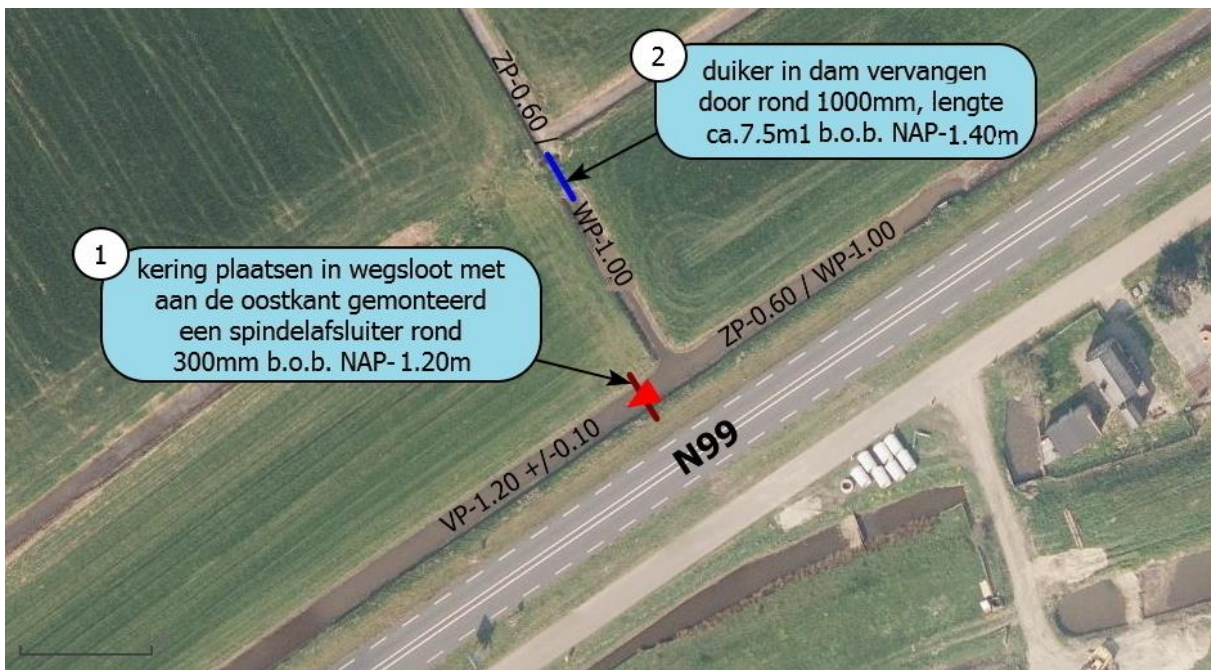 2
duiker in dam vervangen
door rond 1000mm, lengte
ca.7.5m1 b.o.b. NAP-1.40m
ZP-0.60 /
WP-1.00
1
kering plaatsen in wegsloot met
aan de oostkant gemonteerd
een spindelafsluiter rond
300mm b.o.b. NAP-1.20m
ZP-0.60 / WP-1.00
VP-1.20 +/-0.10
N99